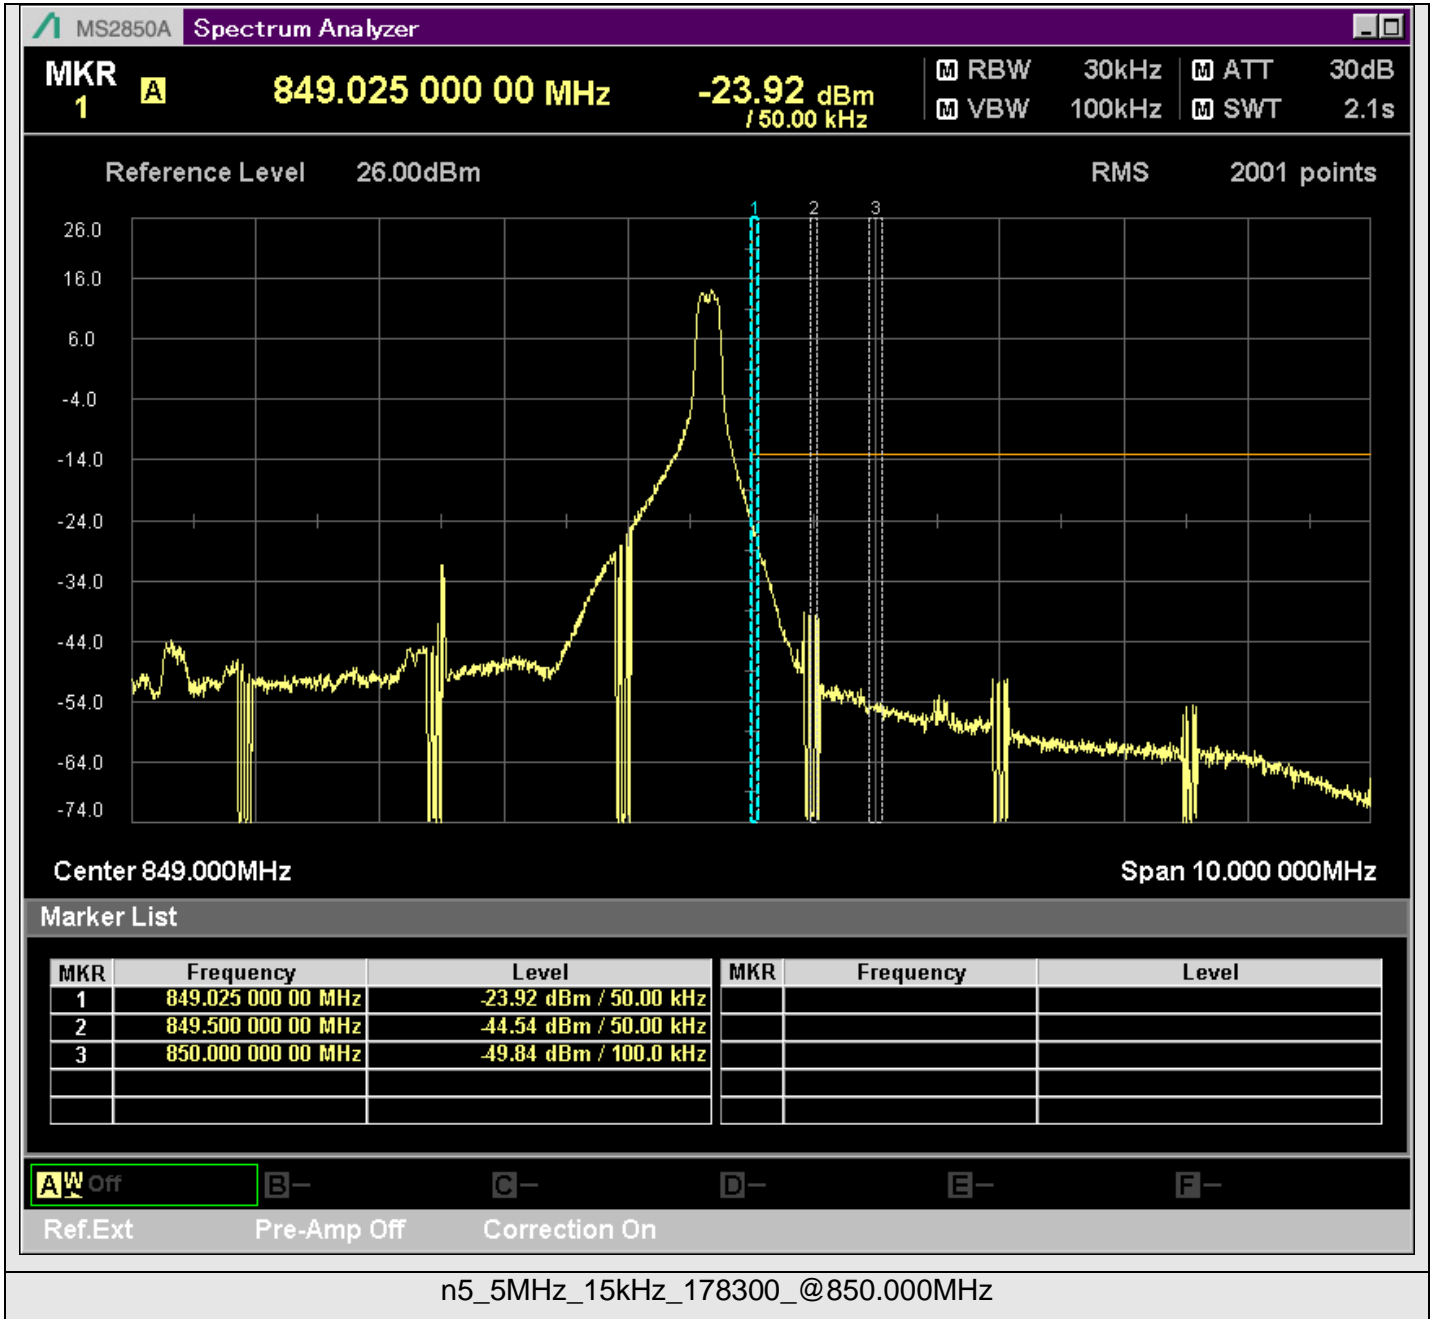 MS2850A Spectrum Analyzer
MKR 1 A 849.025 000 00 MHz -23.92 dBm / 50.00 kHz
M RBW 30kHz M ATT 30dB
M VBW 100kHz M SWT 2.1s
Reference Level 26.00dBm RMS 2001 points
1 2 3
26.0
16.0
6.0
-4.0
-14.0
-24.0
-34.0
-44.0
-54.0
-64.0
-74.0
Center 849.000MHz Span 10.000 000MHz
Marker List
MKR Frequency Level MKR Frequency Level
1 849.025 000 00 MHz -23.92 dBm / 50.00 kHz
2 849.500 000 00 MHz -44.54 dBm / 50.00 kHz
3 850.000 000 00 MHz -49.84 dBm / 100.0 kHz
A W Off B - C - D - E - F -
Ref.Ext Pre-Amp Off Correction On
n5_5MHz_15kHz_178300_@850.000MHz